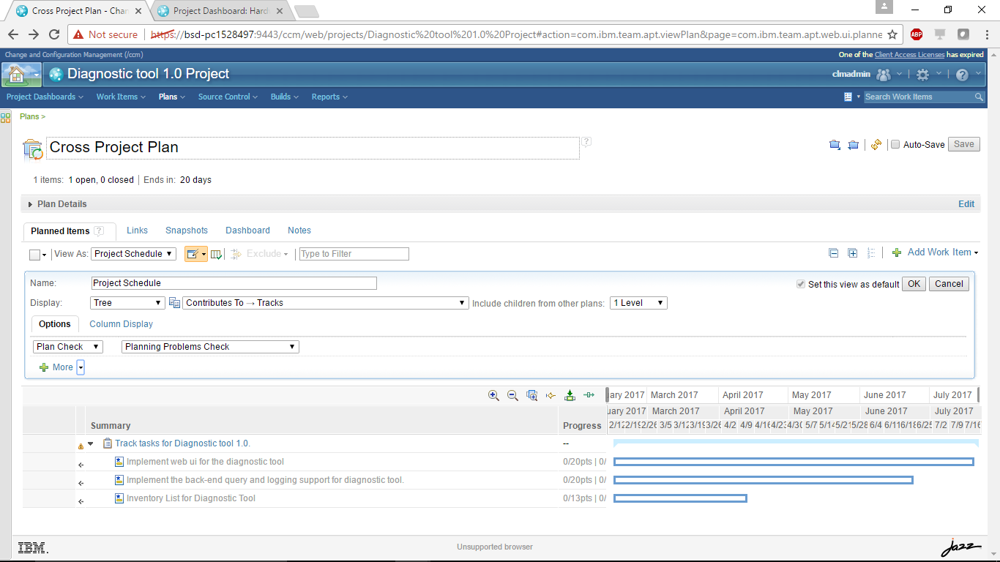 Cross Project Plan - Chan
Project Dashboard: Hard
Not secure | https://bsd-pc1528497:9443/ccm/web/projects/Diagnostic%20tool%201.0%20Project#action=com.ibm.team.apt.viewPlan&page=com.ibm.team.apt.web.ui.planne
ABP
Change and Configuration Management (/ccm)
One of the Client Access Licenses has expired
Diagnostic tool 1.0 Project
clmadmin
Project Dashboards Work Items Plans Source Control Builds Reports
Search Work Items
Plans >
Cross Project Plan
?
Auto-Save Save
1 items: 1 open, 0 closed | Ends in: 20 days
Plan Details
Edit
Planned Items ? Links Snapshots Dashboard Notes
View As: Project Schedule Exclude Type to Filter
Add Work Item
Name: Project Schedule
Set this view as default OK Cancel
Display: Tree Contributes To → Tracks Include children from other plans: 1 Level
Options Column Display
Plan Check Planning Problems Check
More
ary 2017 March 2017 April 2017 May 2017 June 2017 July 2017
uary 2017 March 2017 April 2017 May 2017 June 2017 July 2017
Summary Progress 2/12 2/19 2/26 3/5 3/12 3/19 3/26 4/2 4/9 4/16 4/23 4/30 5/7 5/14 5/21 5/28 6/4 6/11 6/18 6/25 7/2 7/9 7/16
Track tasks for Diagnostic tool 1.0. --
Implement web ui for the diagnostic tool 0/20pts | 0/
Implement the back-end query and logging support for diagnostic tool. 0/20pts | 0/
Inventory List for Diagnostic Tool 0/13pts | 0/
IBM.
Unsupported browser
jazz